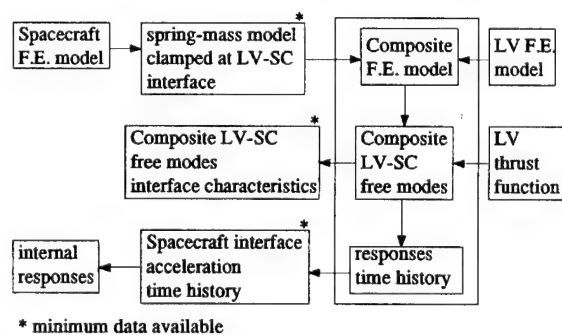 Spacecraft
F.E. model
*
spring-mass model
clamped at LV-SC
interface
Composite
F.E. model
LV F.E.
model
*
Composite LV-SC
free modes
interface characteristics
Composite
LV-SC
free modes
LV
thrust
function
internal
responses
*
Spacecraft interface
acceleration
time history
responses
time history
* minimum data available